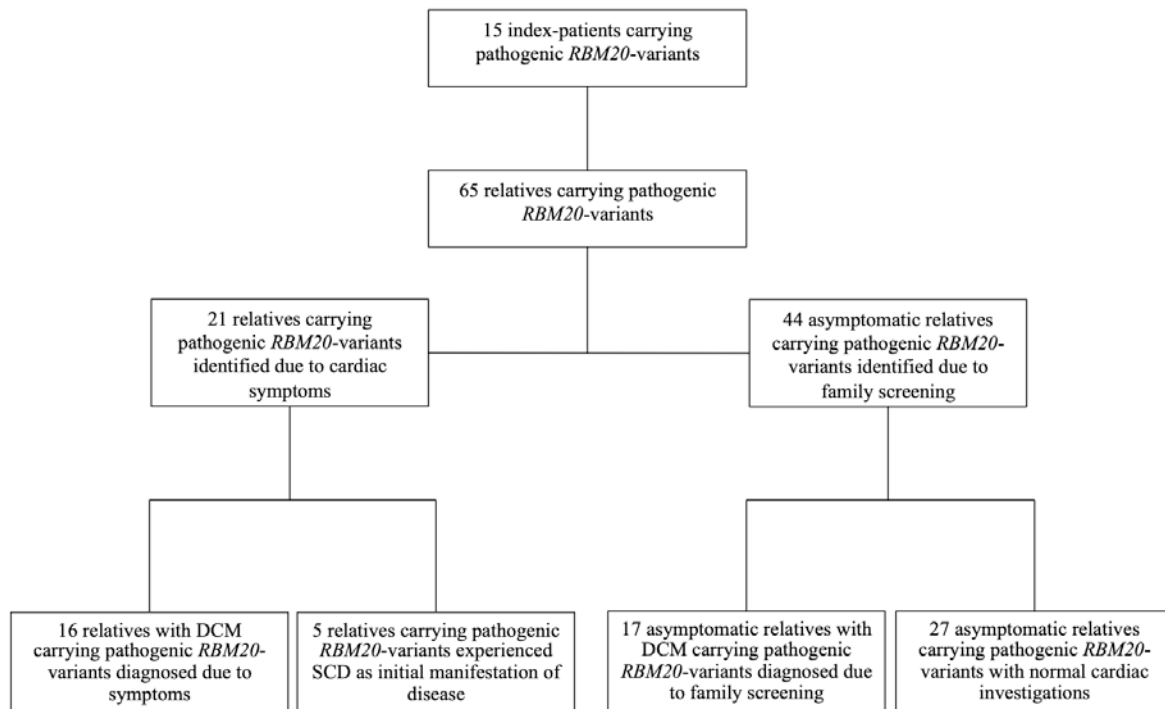 15 index-patients carrying
pathogenic RBM20-variants
65 relatives carrying pathogenic
RBM20-variants
21 relatives carrying
pathogenic RBM20-variants
identified due to cardiac
symptoms
44 asymptomatic relatives
carrying pathogenic RBM20-
variants identified due to
family screening
16 relatives with DCM
carrying pathogenic RBM20-
variants diagnosed due to
symptoms
5 relatives carrying pathogenic
RBM20-variants experienced
SCD as initial manifestation of
disease
17 asymptomatic relatives with
DCM carrying pathogenic
RBM20-variants diagnosed due
to family screening
27 asymptomatic relatives
carrying pathogenic RBM20-
variants with normal cardiac
investigations